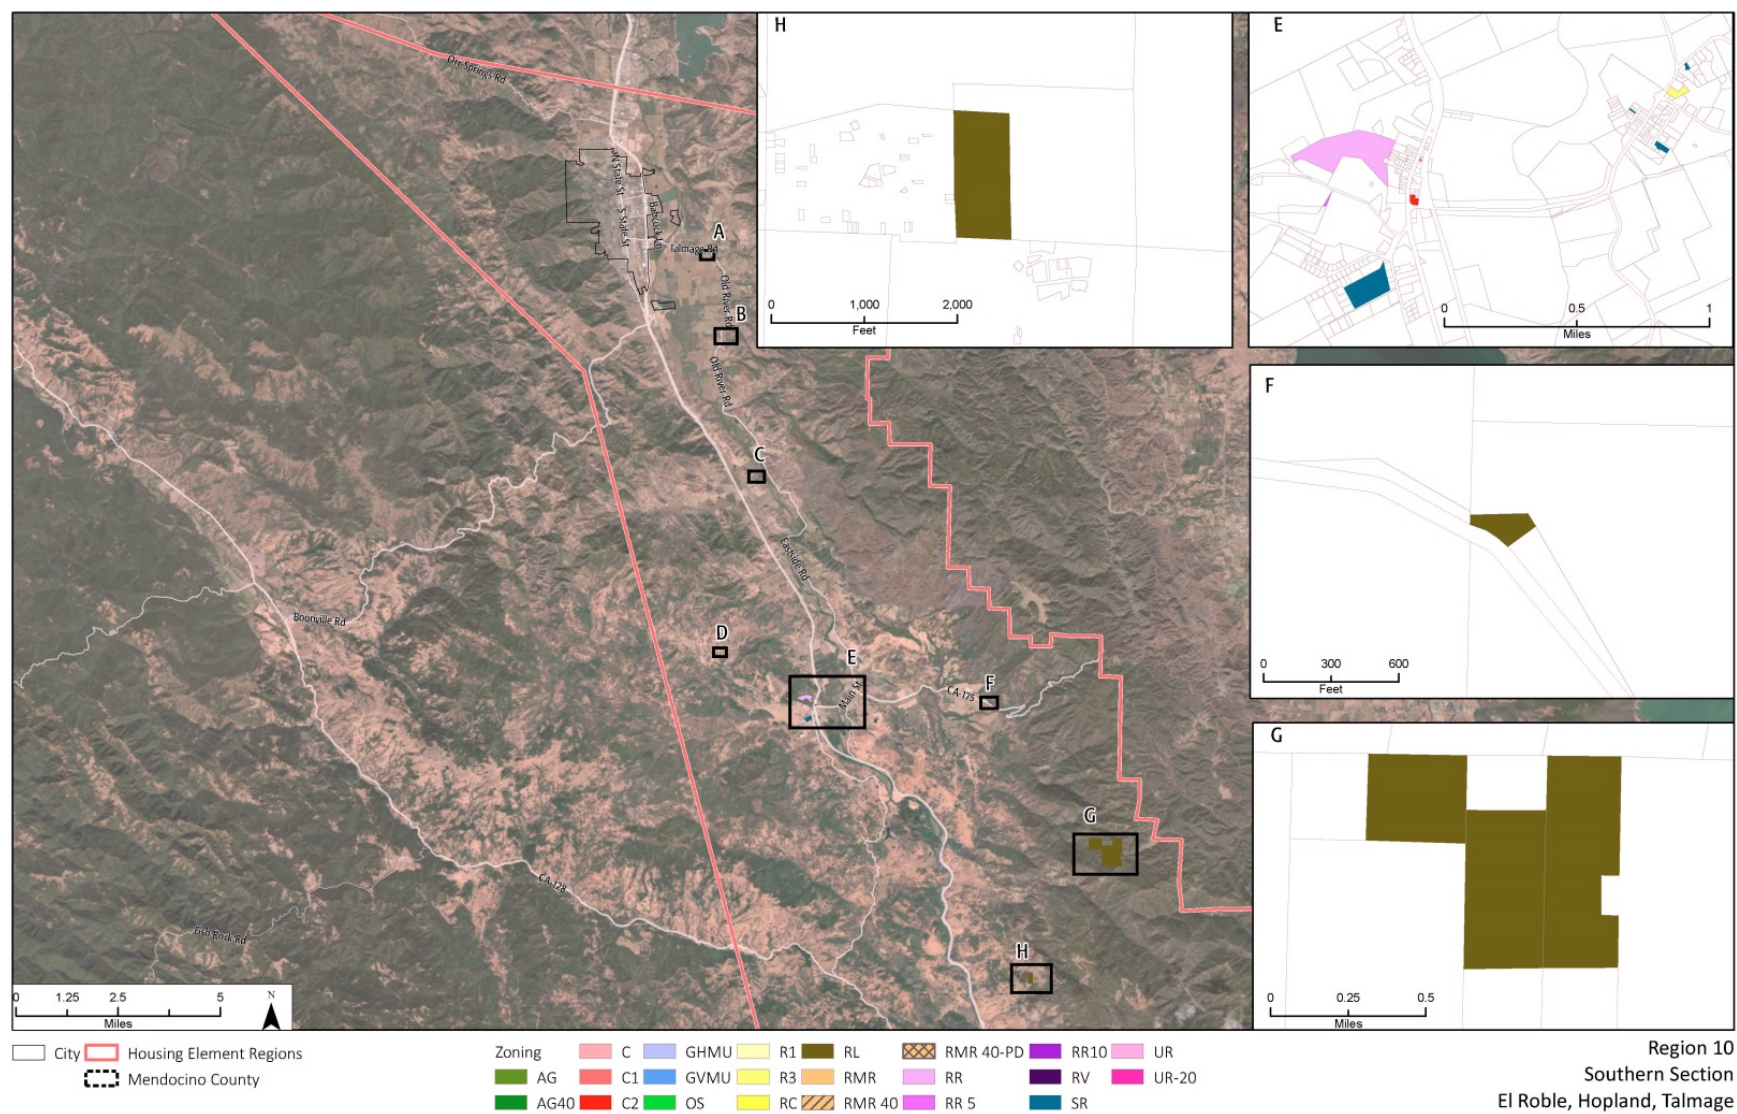 H
0 1,000 2,000
Feet
E
0 0.5 1
Miles
F
0 300 600
Feet
G
0 0.25 0.5
Miles
Orr Springs Rd
N State St
S State St
Babcock Ln
Talmage Rd
A
Old River Rd
B
Old River Rd
C
Eastside Rd
Boonville Rd
D
E
Main St
CA-175
F
G
CA-128
Fish Rock Rd
H
0 1.25 2.5 5
Miles
N
City
Housing Element Regions
Mendocino County
Zoning
AG
AG40
C
C1
C2
GHMU
GVMU
OS
R1
R3
RC
RL
RMR
RMR 40
RMR 40-PD
RR
RR 5
RR10
RV
SR
UR
UR-20
Region 10
Southern Section
El Roble, Hopland, Talmage